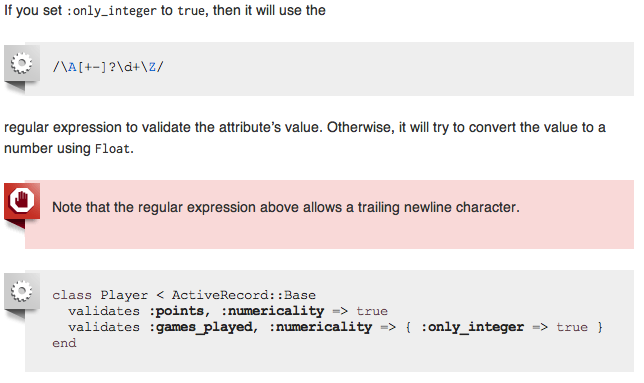 If you set :only_integer to true, then it will use the
/\A[+-]?\d+\Z/
regular expression to validate the attribute’s value. Otherwise, it will try to convert the value to a
number using Float.
Note that the regular expression above allows a trailing newline character.
class Player < ActiveRecord::Base
  validates :points, :numericality => true
  validates :games_played, :numericality => { :only_integer => true }
end